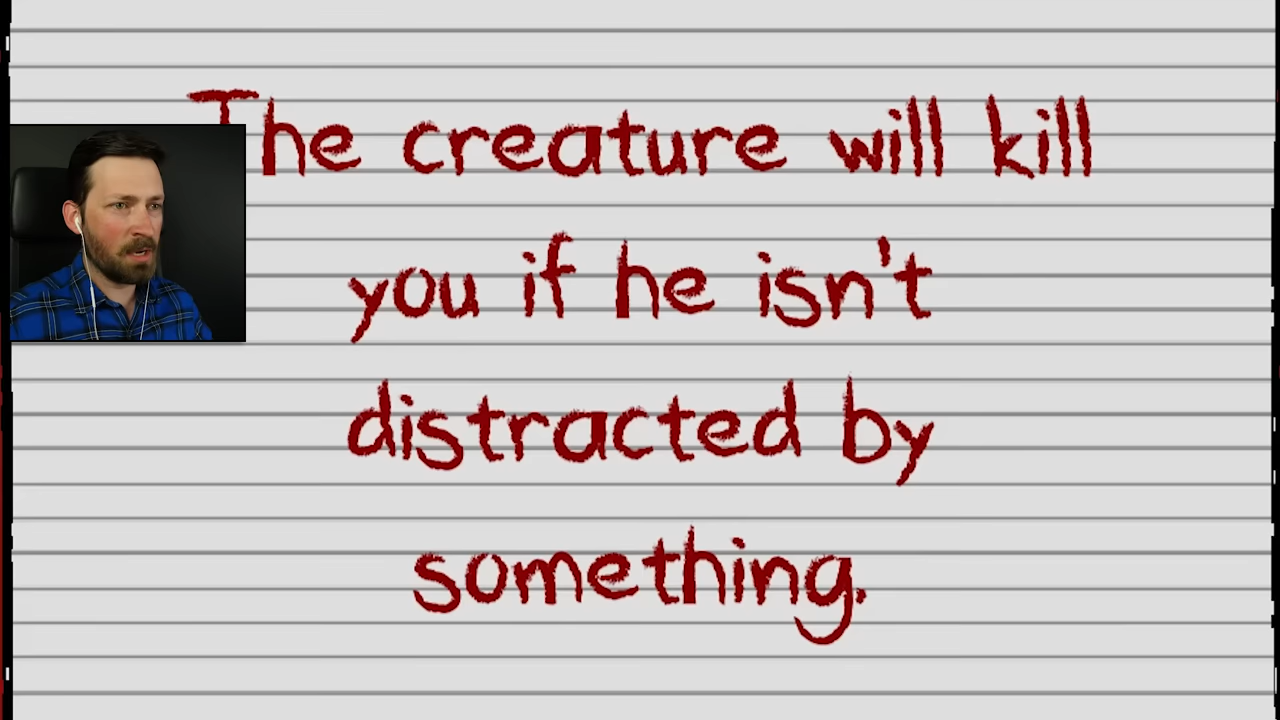 The creature will kill
you if he isn't
distracted by
something.